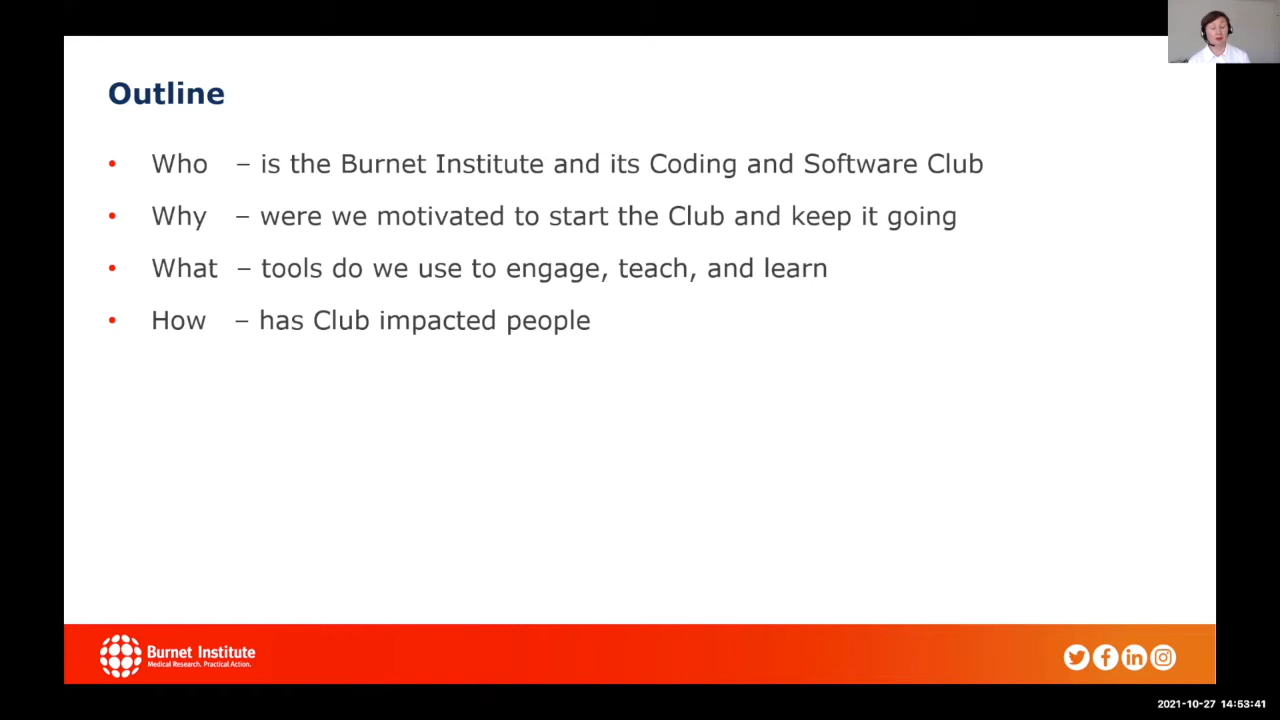 Outline
• Who – is the Burnet Institute and its Coding and Software Club
• Why – were we motivated to start the Club and keep it going
• What – tools do we use to engage, teach, and learn
• How – has Club impacted people
Burnet Institute
Medical Research. Practical Action.
2021-10-27 14:53:41